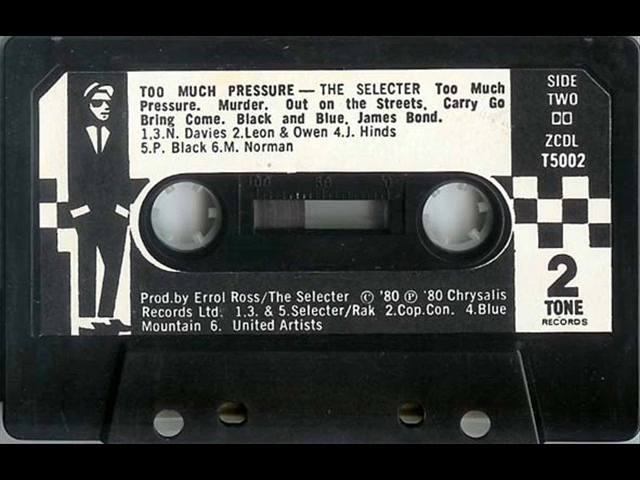 TOO MUCH PRESSURE — THE SELECTER Too Much
Pressure. Murder. Out on the Streets. Carry Go
Bring Come. Black and Blue. James Bond.
1.3.N. Davies 2.Leon & Owen 4.J. Hinds
5.P. Black 6.M. Norman
SIDE
TWO
ZCDL
T5002
100 50 0
Prod.by Errol Ross/The Selecter © '80 ℗ '80 Chrysalis
Records Ltd. 1.3. & 5.Selecter/Rak 2.Cop.Con. 4.Blue
Mountain 6. United Artists
2
TONE
RECORDS